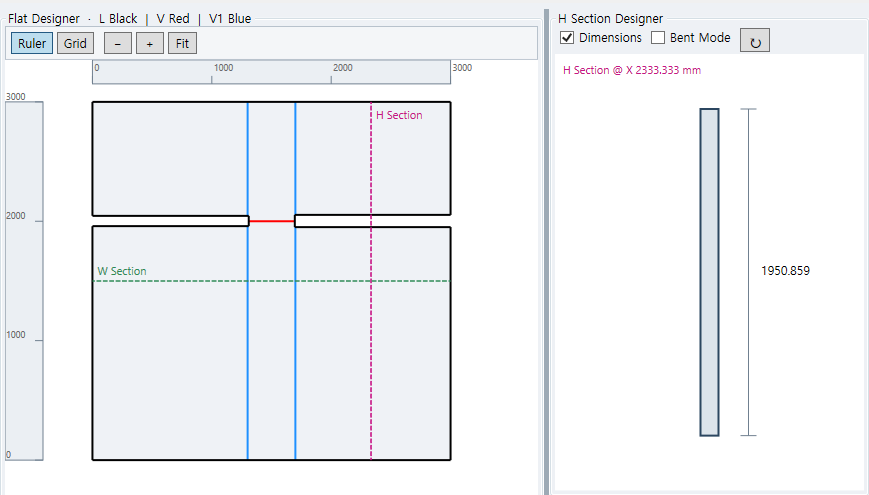 Flat Designer · L Black | V Red | V1 Blue
Ruler Grid − + Fit
0 1000 2000 3000
3000
H Section
2000
W Section
1000
0
H Section Designer
Dimensions Bent Mode ↻
H Section @ X 2333.333 mm
1950.859